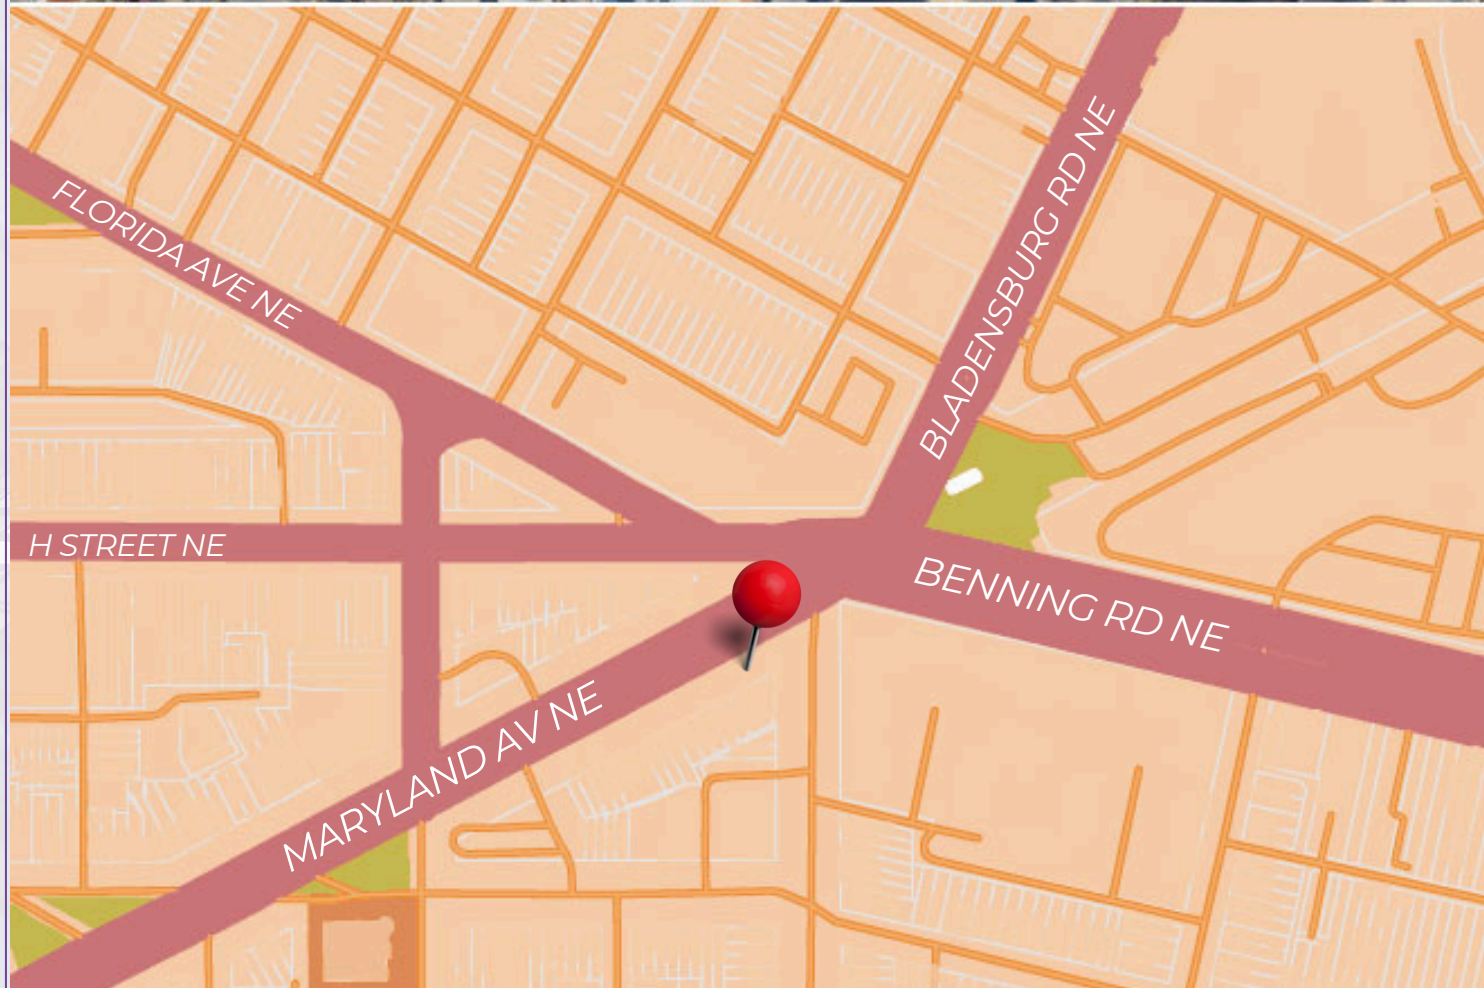 BLADENSBURG RD NE
FLORIDA AVE NE
H STREET NE
BENNING RD NE
MARYLAND AV NE